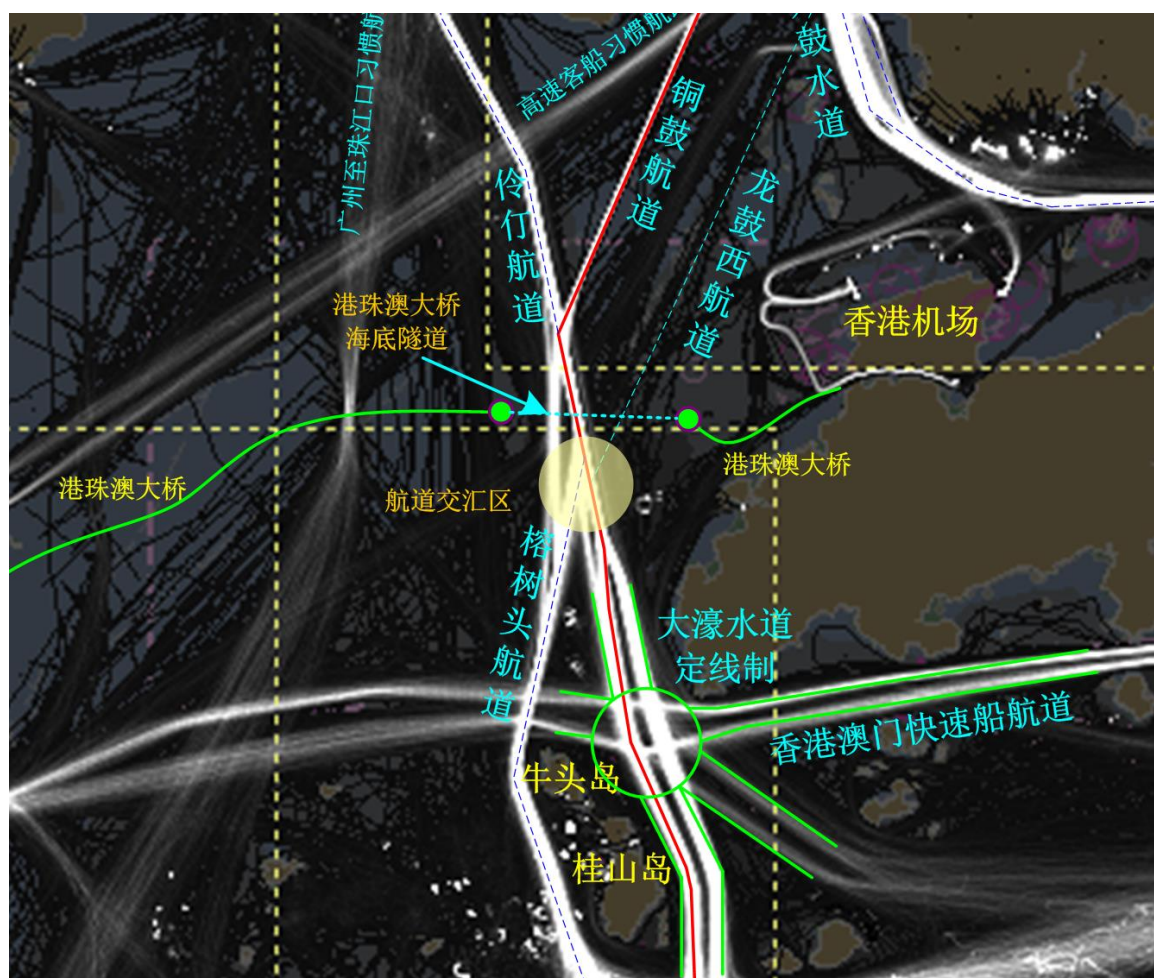 广州至珠江口习惯航
高速客船习惯航
铜鼓航道
鼓水道
伶仃航道
龙鼓西航道
港珠澳大桥
海底隧道
香港机场
港珠澳大桥
港珠澳大桥
航道交汇区
榕树头航道
大濠水道
定线制
香港澳门快速船航道
牛头岛
桂山岛